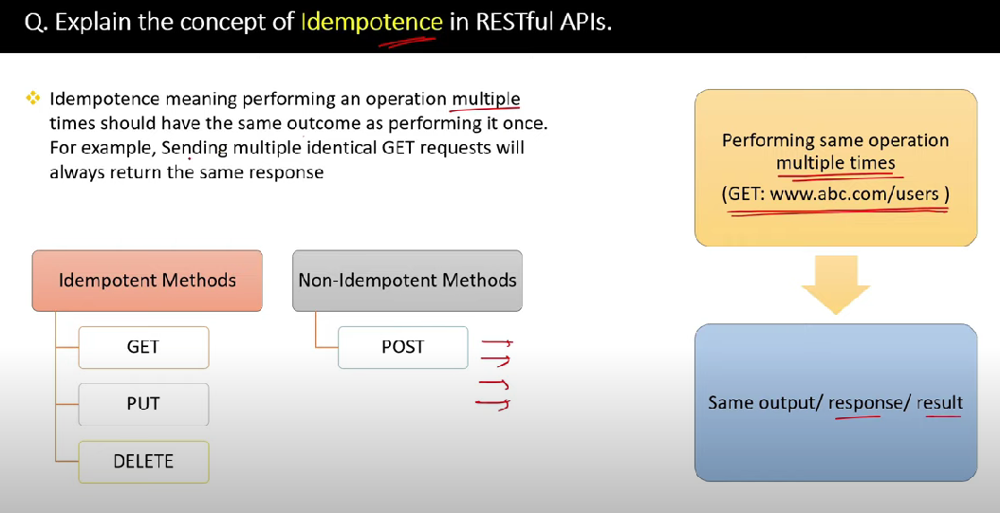 Q. Explain the concept of Idempotence in RESTful APIs.
Idempotence meaning performing an operation multiple
times should have the same outcome as performing it once.
For example, Sending multiple identical GET requests will
always return the same response
Performing same operation
multiple times
(GET: www.abc.com/users )
Idempotent Methods
GET
PUT
DELETE
Non-Idempotent Methods
POST
Same output/ response/ result